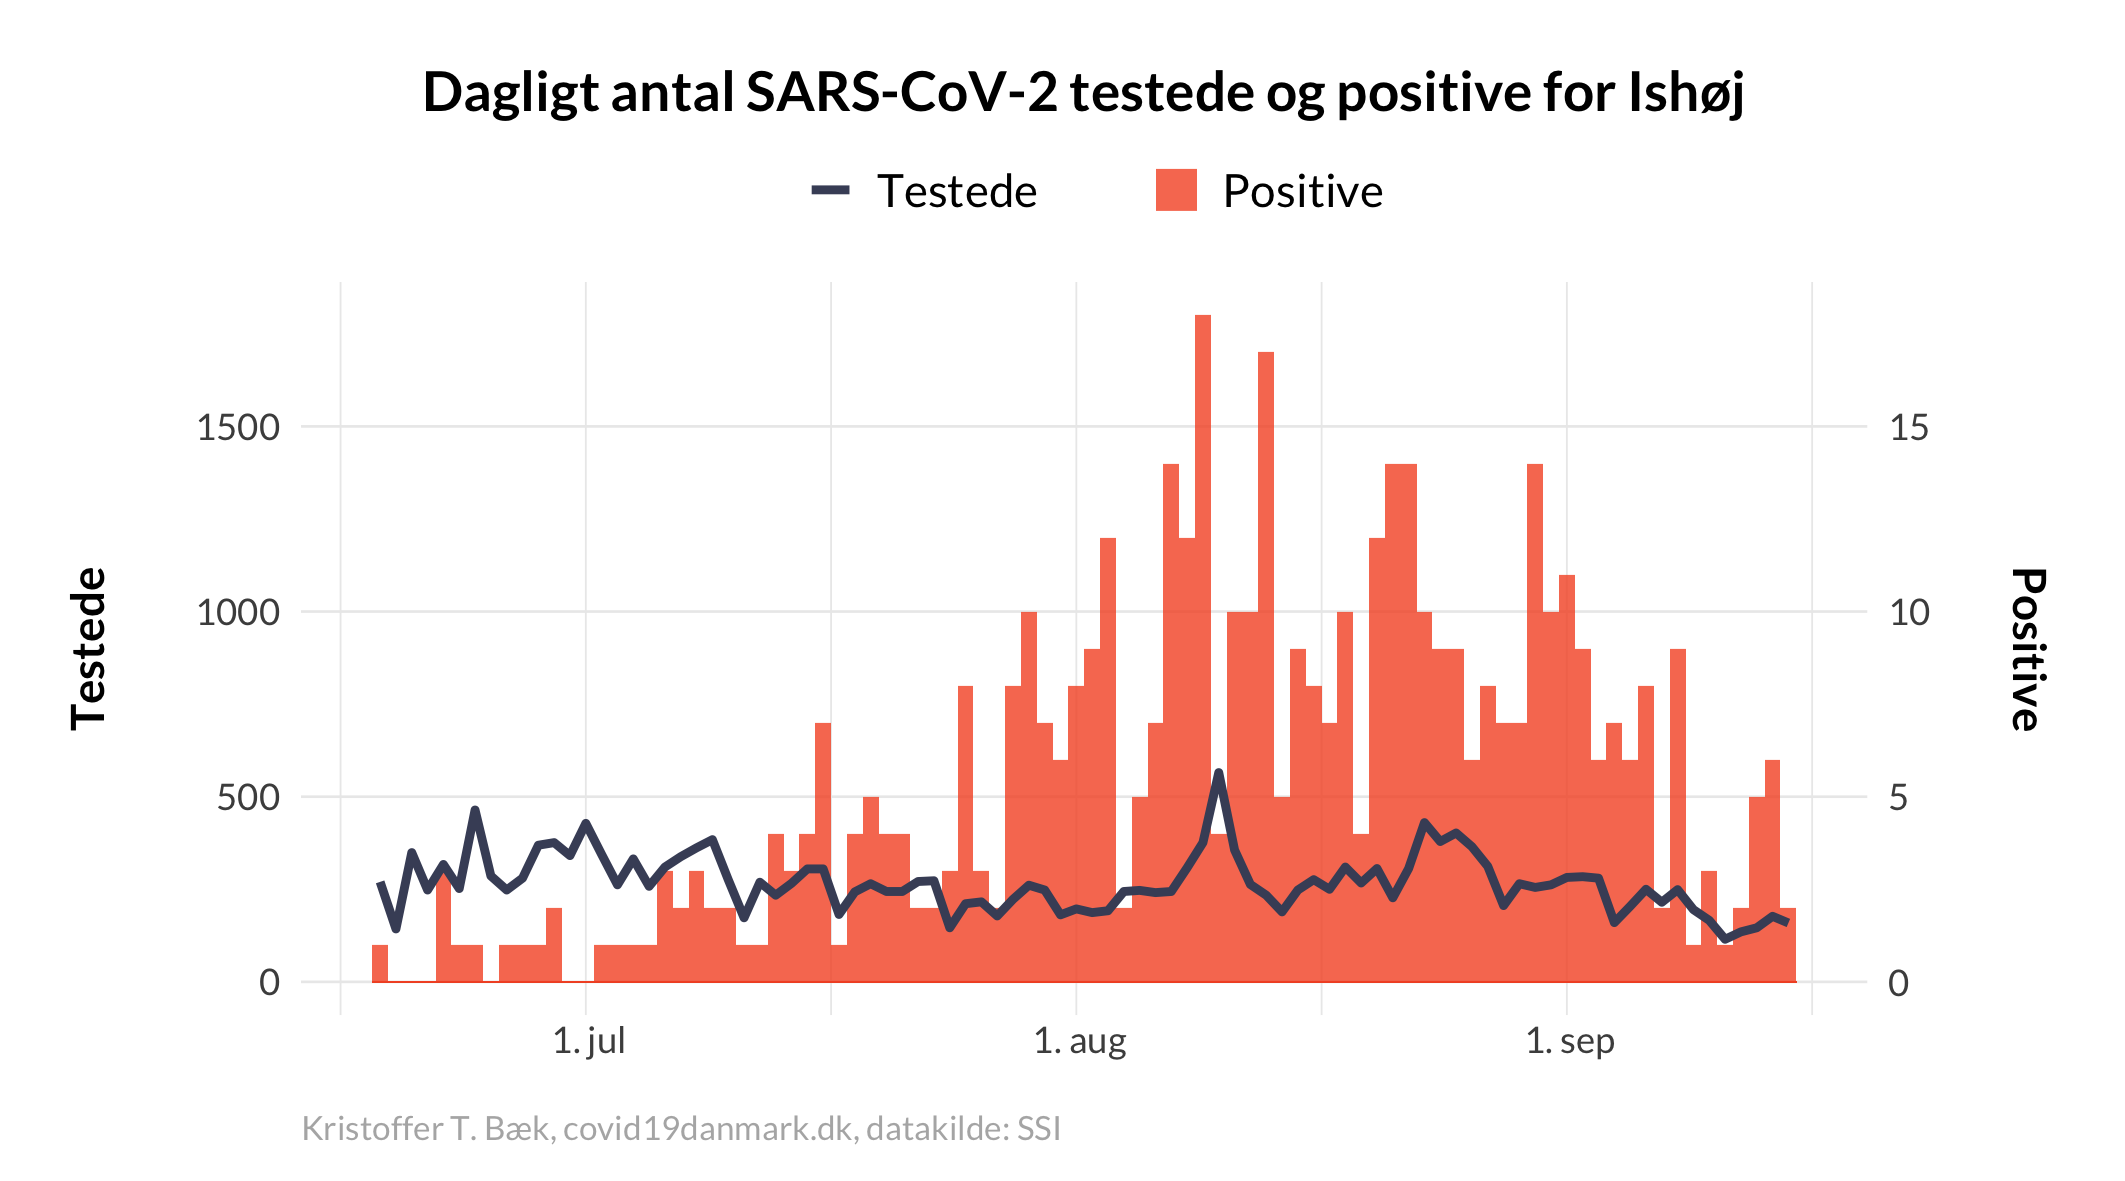 Dagligt antal SARS-CoV-2 testede og positive for Ishøj
Testede
Positive
1500
1000
500
0
15
10
5
0
Testede
Positive
1. jul
1. aug
1. sep
Kristoffer T. Bæk, covid19danmark.dk, datakilde: SSI